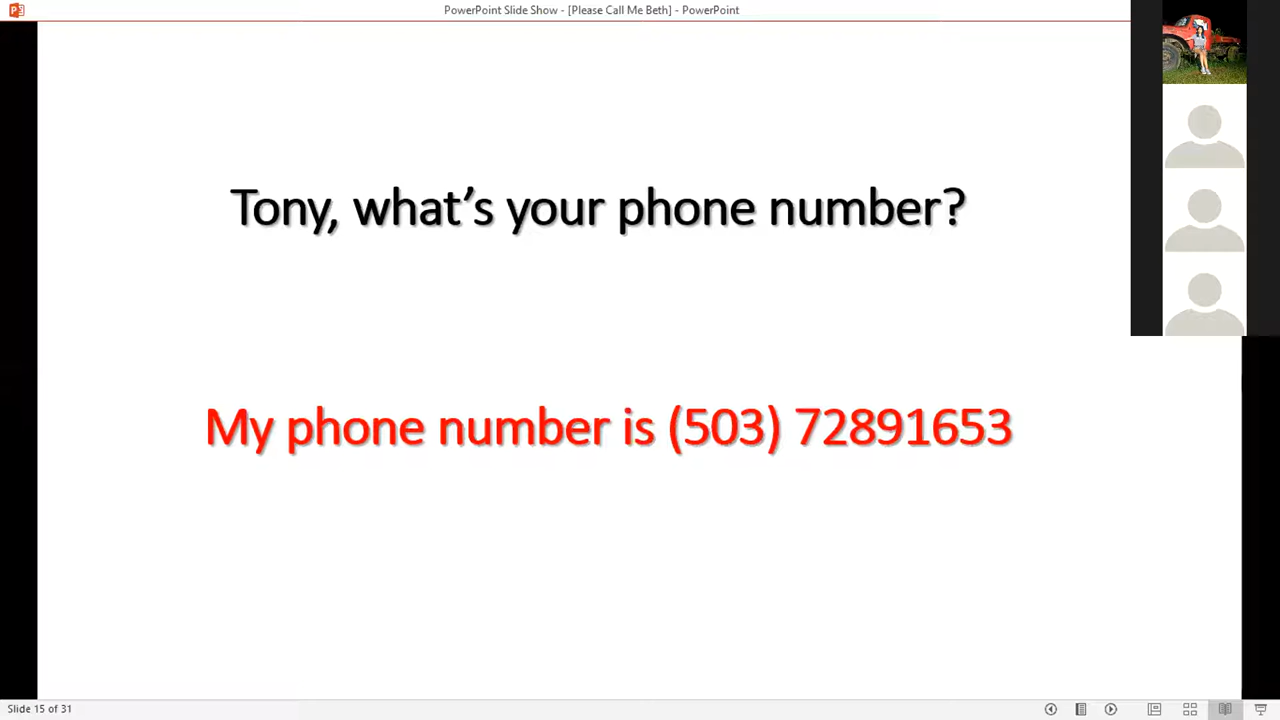 PowerPoint Slide Show - [Please Call Me Beth] - PowerPoint
Tony, what’s your phone number?
My phone number is (503) 72891653
Slide 15 of 31